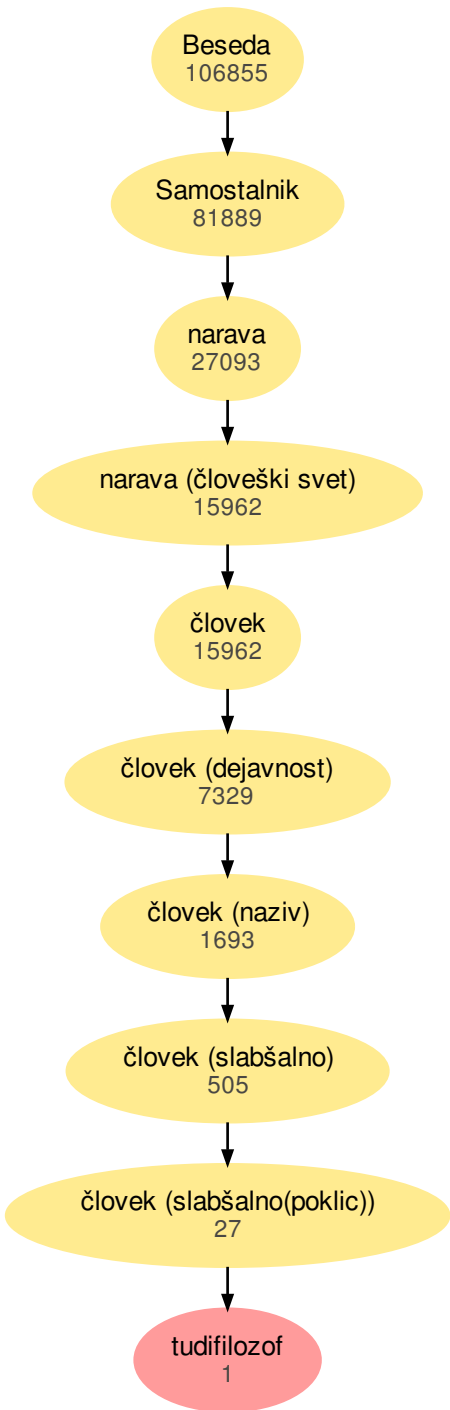 Beseda
106855
Samostalnik
81889
narava
27093
narava (človeški svet)
15962
človek
15962
človek (dejavnost)
7329
človek (naziv)
1693
človek (slabšalno)
505
človek (slabšalno(poklic))
27
tudifilozof
1